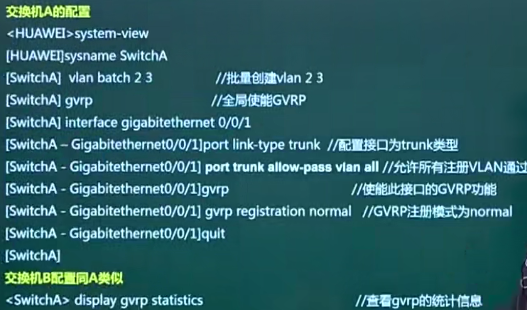 交换机A的配置
<HUAWEI>system-view
[HUAWEI]sysname SwitchA
[SwitchA] vlan batch 2 3 //批量创建vlan 2 3
[SwitchA] gvrp //全局使能GVRP
[SwitchA] interface gigabitethernet 0/0/1
[SwitchA – Gigabitethernet0/0/1]port link-type trunk //配置接口为trunk类型
[SwitchA - Gigabitethernet0/0/1] port trunk allow-pass vlan all //允许所有注册VLAN通过
[SwitchA - Gigabitethernet0/0/1]gvrp //使能此接口的GVRP功能
[SwitchA - Gigabitethernet0/0/1] gvrp registration normal //GVRP注册模式为normal
[SwitchA - Gigabitethernet0/0/1]quit
[SwitchA]
交换机B配置同A类似
<SwitchA> display gvrp statistics //查看gvrp的统计信息